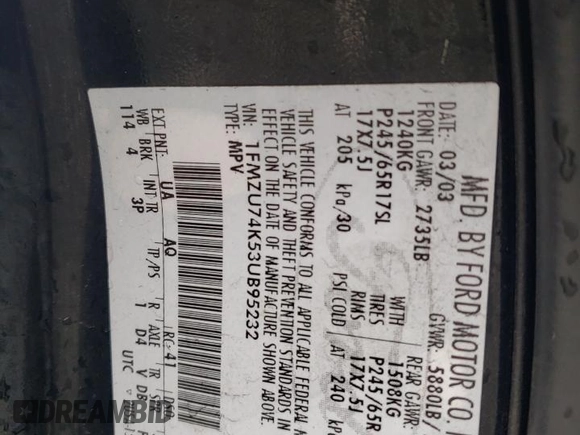 MFD. BY FORD MOTOR CO.
DATE: 03/03 GVWR: 5880LB/
FRONT GAWR: 2735LB REAR GAWR:
1240KG WITH 1508KG
P245/65R17SL TIRES P245/65R
17X7.5J RIMS 17X7.5J
AT 205 kPa/30 PSI COLD AT 240
THIS VEHICLE CONFORMS TO ALL APPLICABLE FEDERAL
VEHICLE SAFETY AND THEFT PREVENTION STANDARDS IN
EFFECT ON THE DATE OF MANUFACTURE SHOWN ABOVE.
VIN: 1FMZU74K53UB95232
TYPE: MPV
EXT PNT: UA AQ RC: 41
WB BRK INT TR TP/PS R AXLE TR
114 4 3P 1 D4 V
UTC
DREAMBID